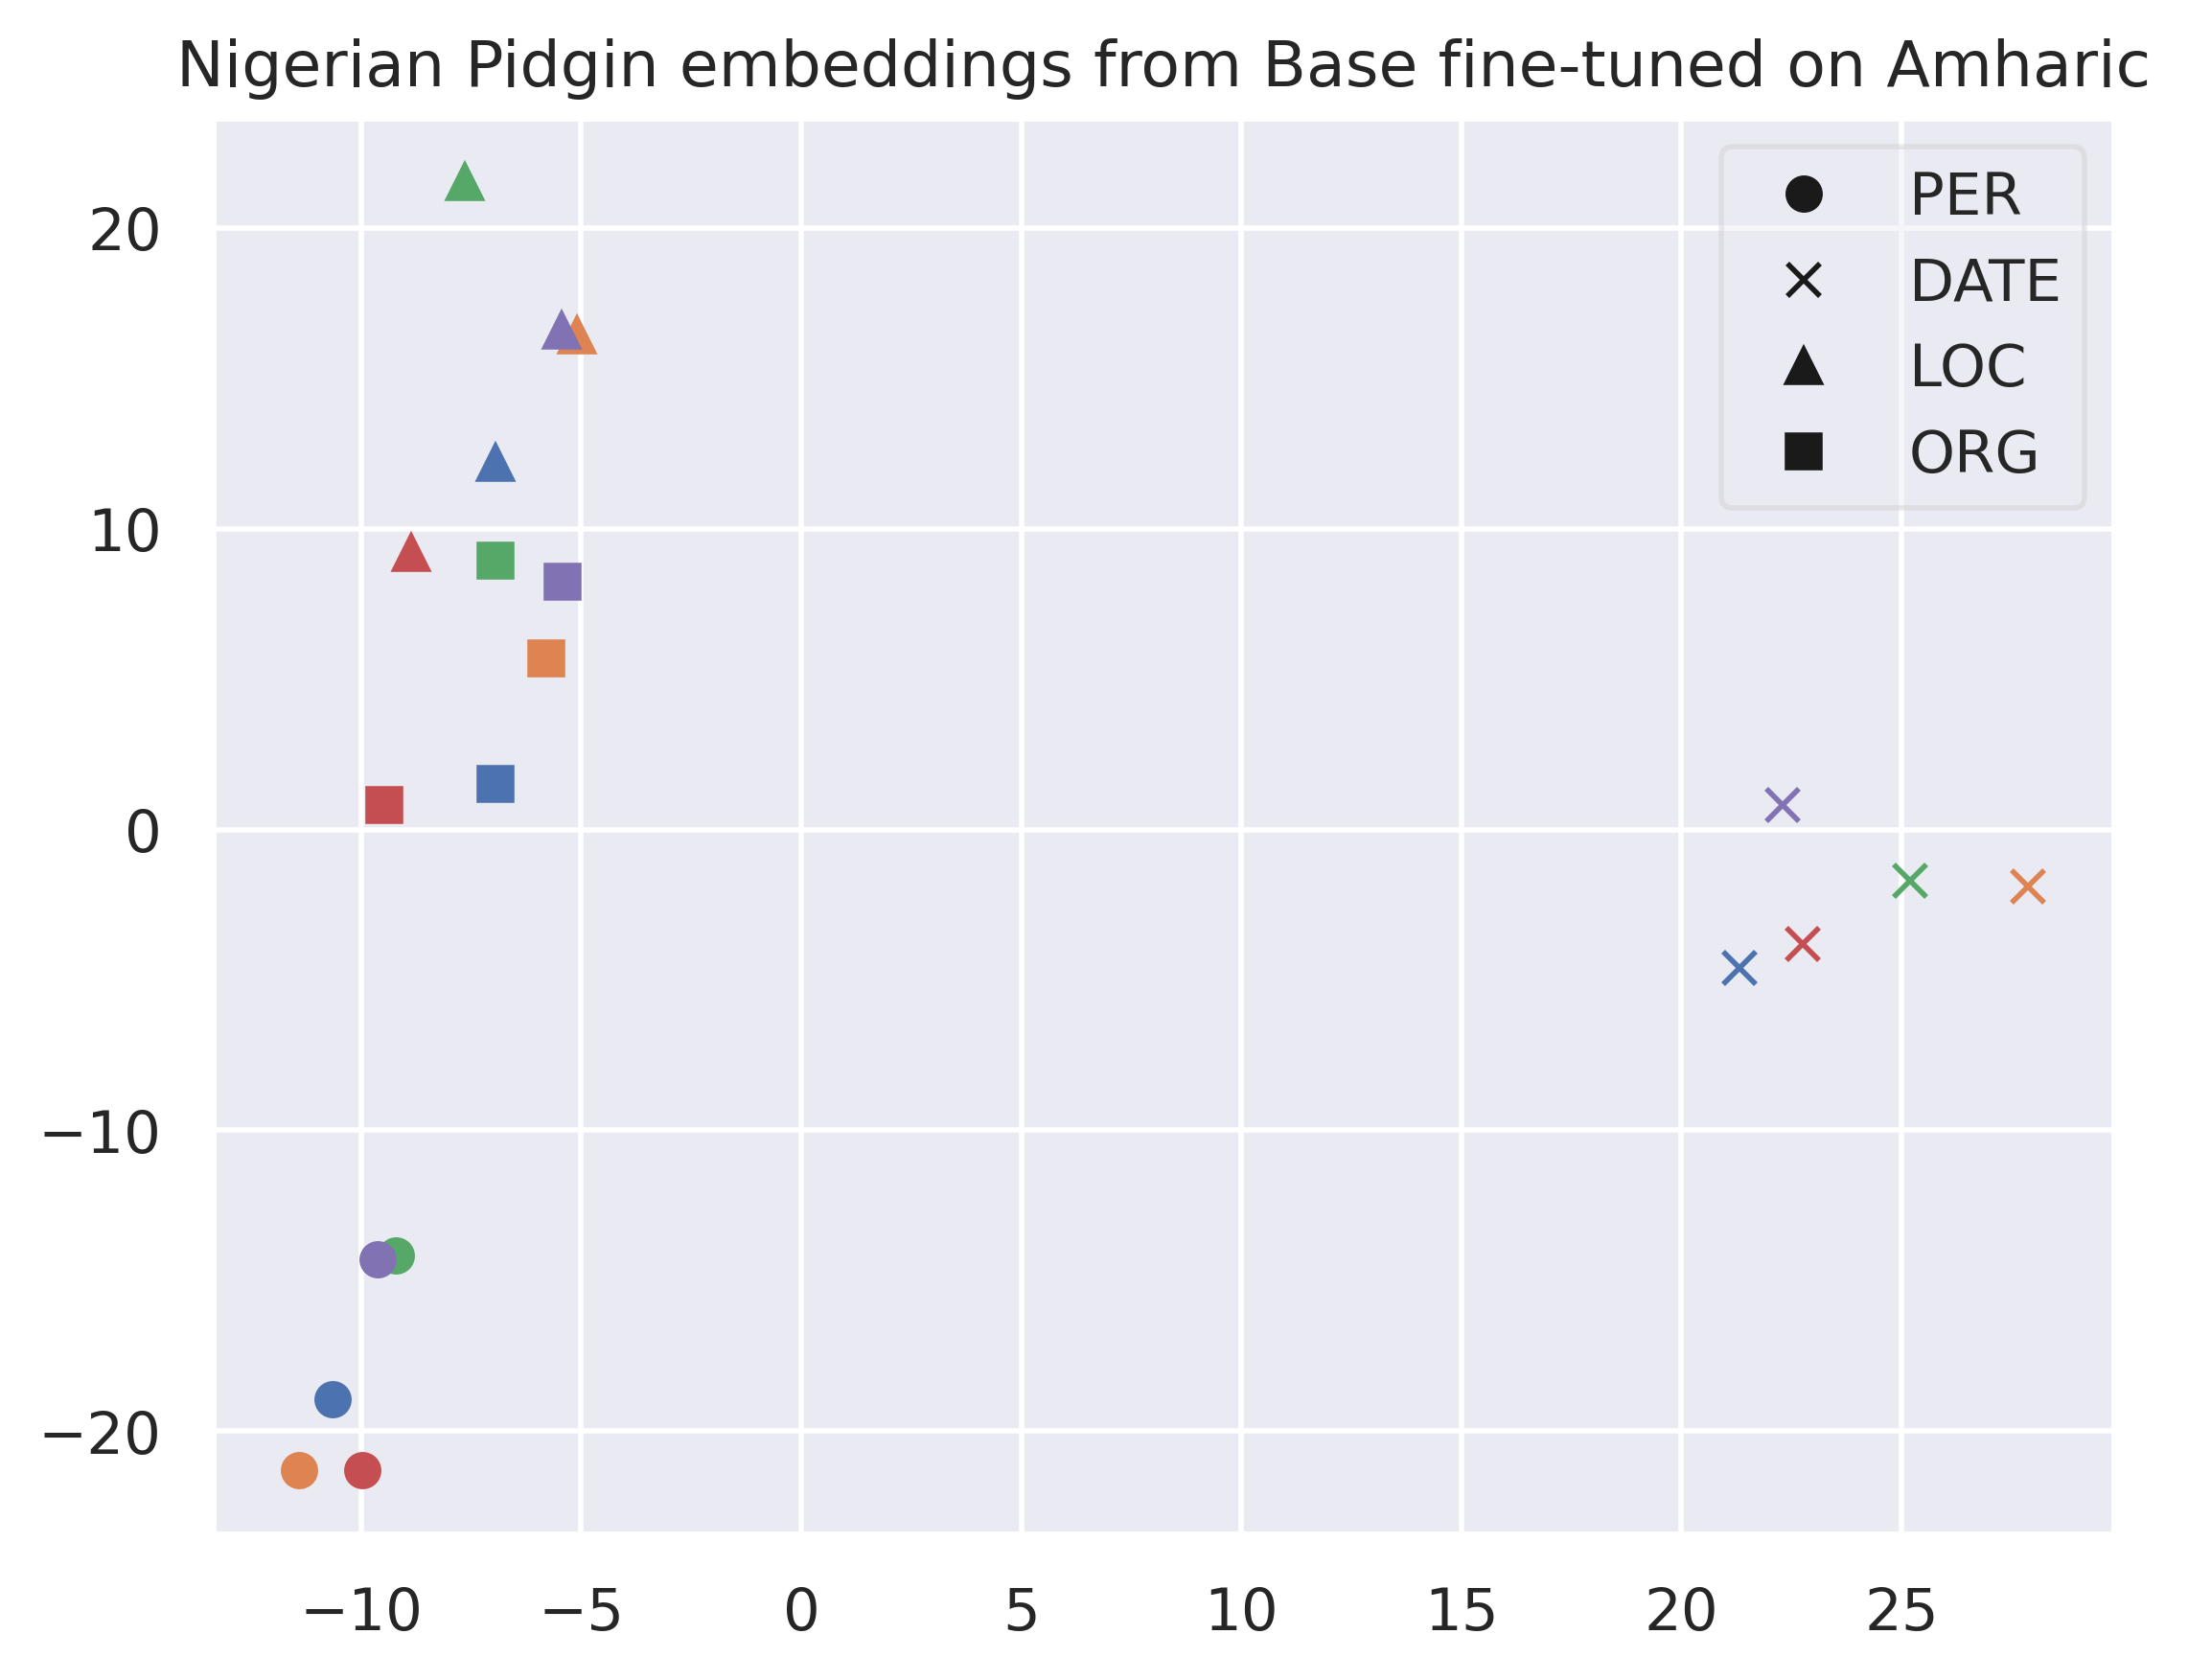 Nigerian Pidgin embeddings from Base fine-tuned on Amharic
PER
DATE
LOC
ORG
20
10
0
−10
−20
−10 −5 0 5 10 15 20 25